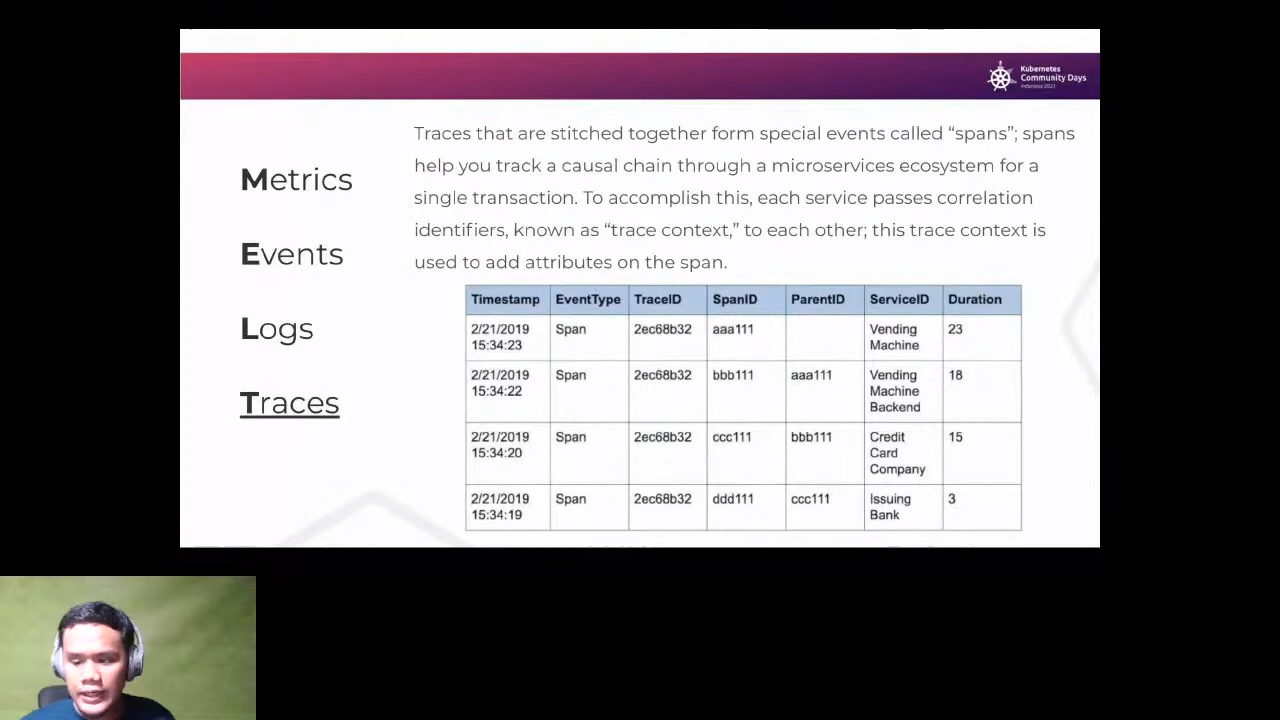 Kubernetes
Community Days
Indonesia 2021
Metrics
Events
Logs
Traces
Traces that are stitched together form special events called “spans”; spans
help you track a causal chain through a microservices ecosystem for a
single transaction. To accomplish this, each service passes correlation
identifiers, known as “trace context,” to each other; this trace context is
used to add attributes on the span.
Timestamp EventType TraceID SpanID ParentID ServiceID Duration
2/21/2019 Span 2ec68b32 aaa111 Vending 23
15:34:23 Machine
2/21/2019 Span 2ec68b32 bbb111 aaa111 Vending 18
15:34:22 Machine
Backend
2/21/2019 Span 2ec68b32 ccc111 bbb111 Credit 15
15:34:20 Card
Company
2/21/2019 Span 2ec68b32 ddd111 ccc111 Issuing 3
15:34:19 Bank